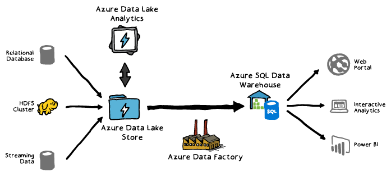 Azure Data Lake
Analytics
Relational
Database
HDFS
Cluster
Streaming
Data
Azure Data Lake
Store
Azure Data Factory
Azure SQL Data
Warehouse
SQL
Web
Portal
Interactive
Analytics
Power BI